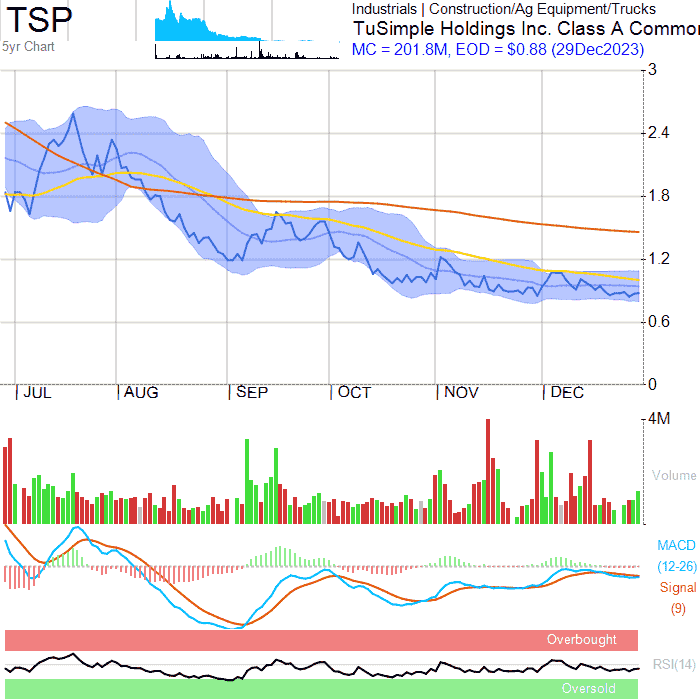 TSP
5yr Chart
Industrials | Construction/Ag Equipment/Trucks
TuSimple Holdings Inc. Class A Commo
MC = 201.8M, EOD = $0.88 (29Dec2023)
3
2.4
1.8
1.2
0.6
0
JUL AUG SEP OCT NOV DEC
4M
Volume
MACD
(12-26)
Signal
(9)
Overbought
RSI(14)
Oversold